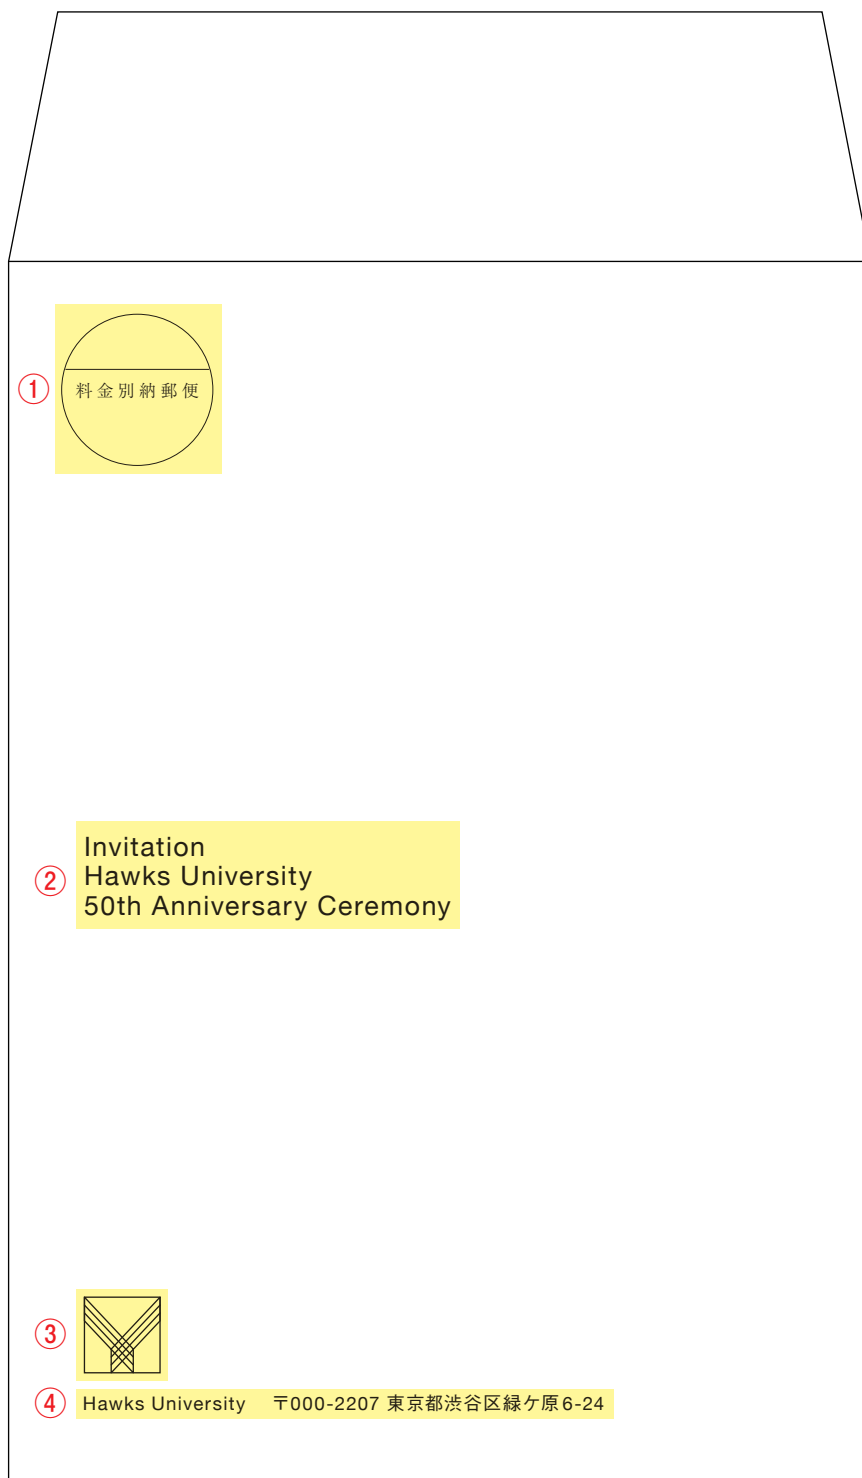 ①
料金別納郵便
②
Invitation
Hawks University
50th Anniversary Ceremony
③
④
Hawks University　〒000-2207 東京都渋谷区緑ケ原6-24